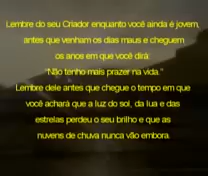 Lembre do seu Criador enquanto você ainda é jovem,
antes que venham os dias maus e cheguem
os anos em que você dirá:
"Não tenho mais prazer na vida."
Lembre dele antes que chegue o tempo em que
você achará que a luz do sol, da lua e das
estrelas perdeu o seu brilho e que as
nuvens de chuva nunca vão embora.